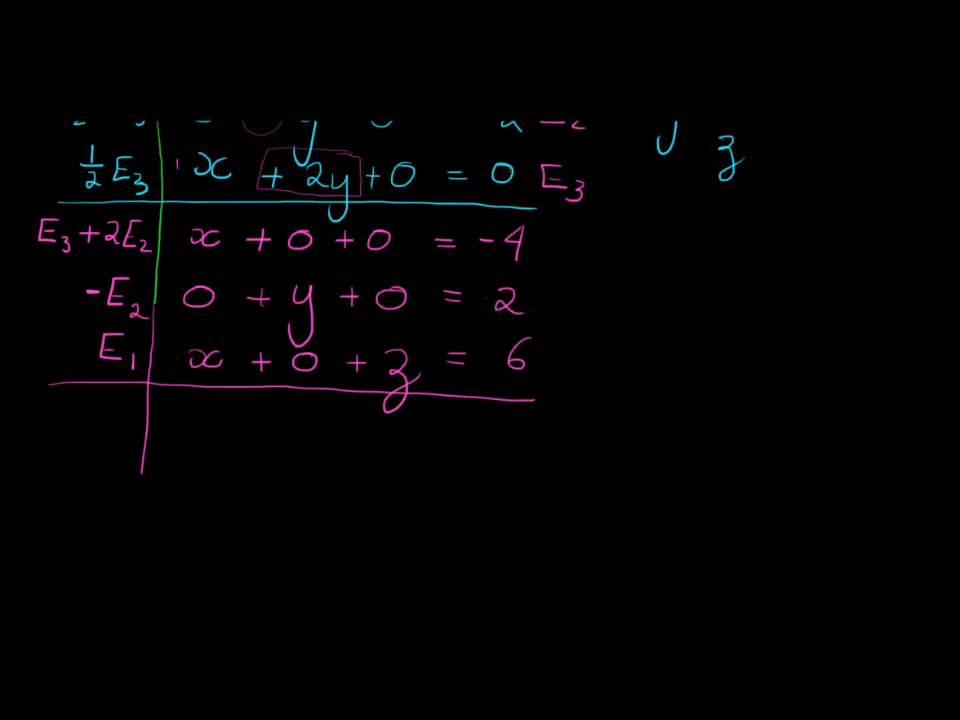 ½E₃ x + 2y + 0 = 0 E₃ z
E₃ + 2E₂ x + 0 + 0 = -4
-E₂ 0 + y + 0 = 2
E₁ x + 0 + z = 6